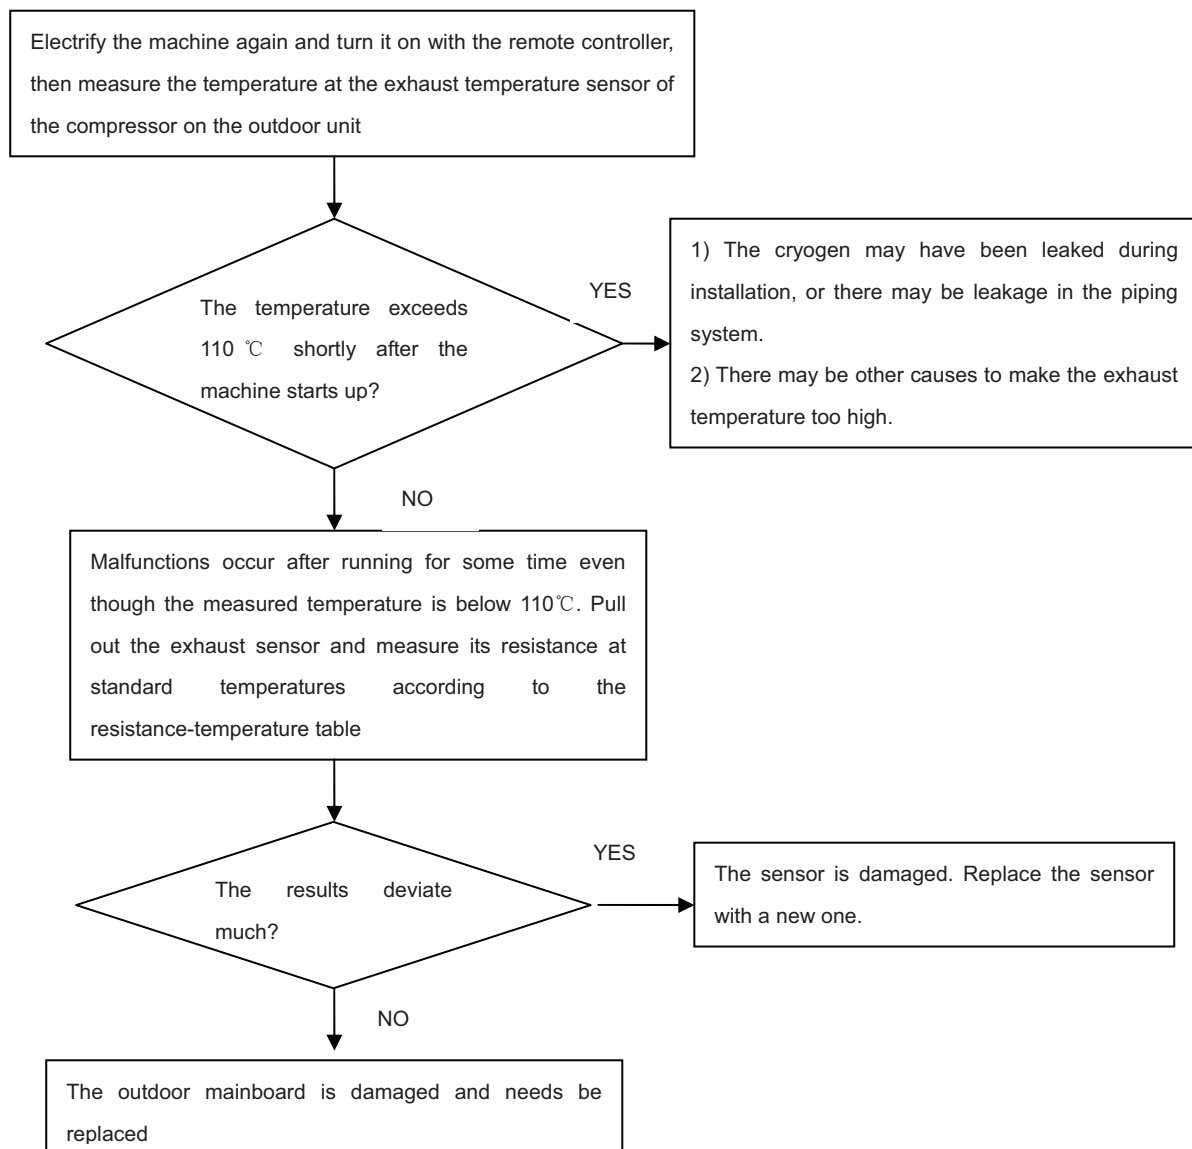 Electrify the machine again and turn it on with the remote controller,
then measure the temperature at the exhaust temperature sensor of
the compressor on the outdoor unit
The temperature exceeds
110 ℃ shortly after the
machine starts up?
YES
1) The cryogen may have been leaked during
installation, or there may be leakage in the piping
system.
2) There may be other causes to make the exhaust
temperature too high.
NO
Malfunctions occur after running for some time even
though the measured temperature is below 110℃. Pull
out the exhaust sensor and measure its resistance at
standard temperatures according to the
resistance-temperature table
The results deviate
much?
YES
The sensor is damaged. Replace the sensor
with a new one.
NO
The outdoor mainboard is damaged and needs be
replaced